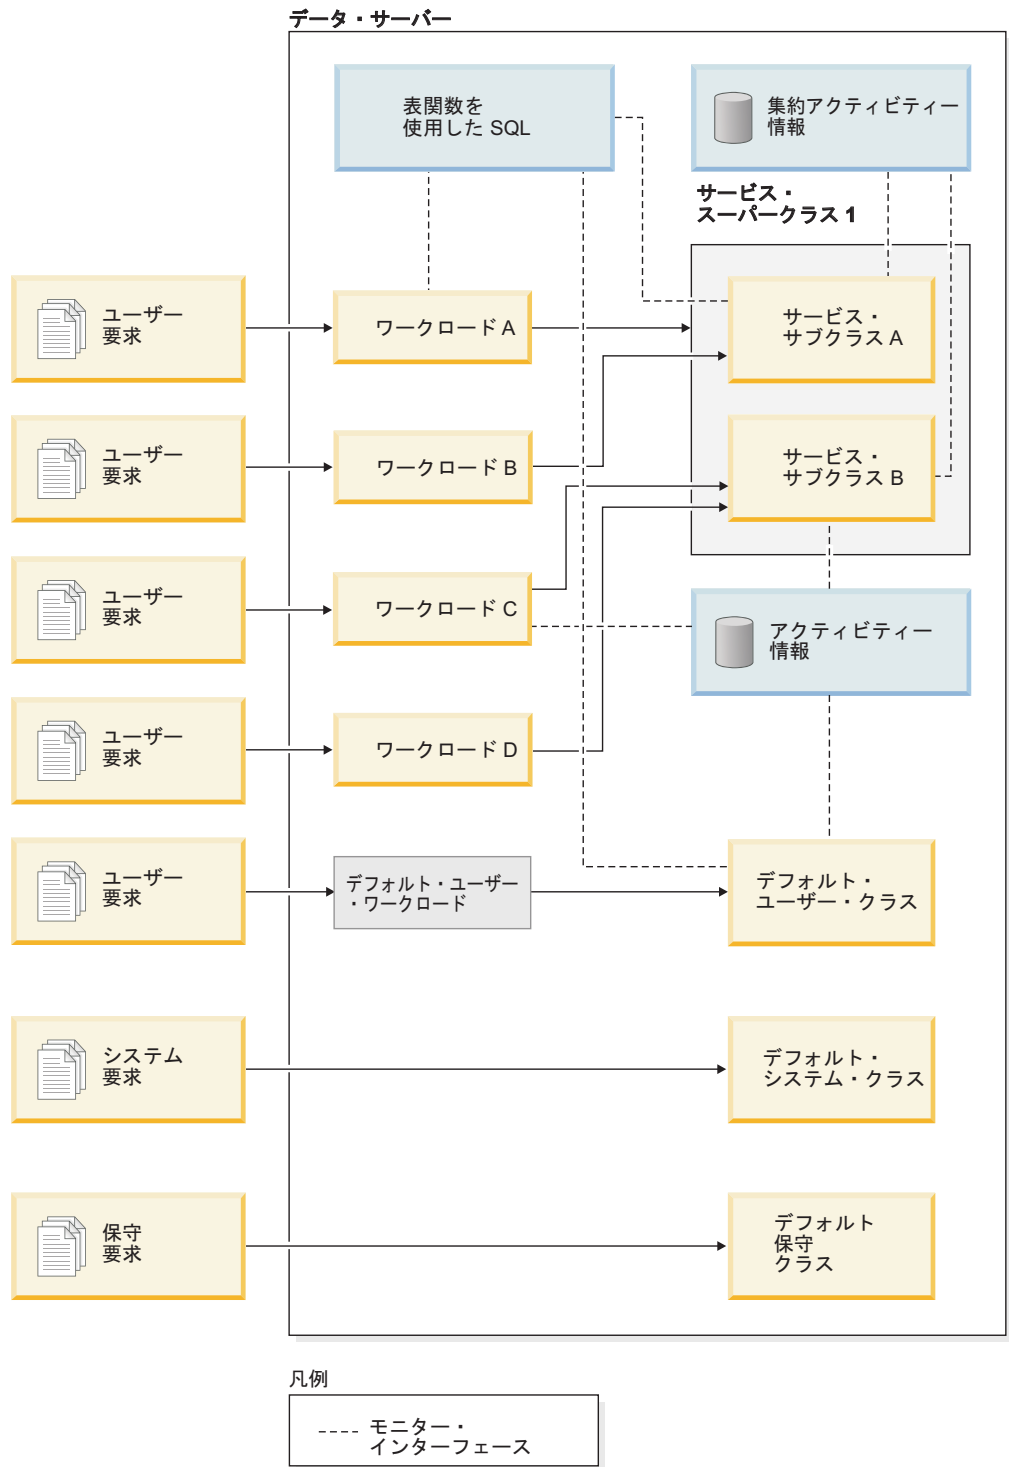 データ・サーバー
表関数を
使用した SQL
集約アクティビティー
情報
サービス・
スーパークラス 1
ユーザー
要求
ワークロード A
サービス・
サブクラス A
ユーザー
要求
ワークロード B
サービス・
サブクラス B
ユーザー
要求
ワークロード C
アクティビティー
情報
ユーザー
要求
ワークロード D
ユーザー
要求
デフォルト・ユーザー
・ワークロード
デフォルト・
ユーザー・クラス
システム
要求
デフォルト・
システム・クラス
保守
要求
デフォルト
保守
クラス
凡例
モニター・
インターフェース